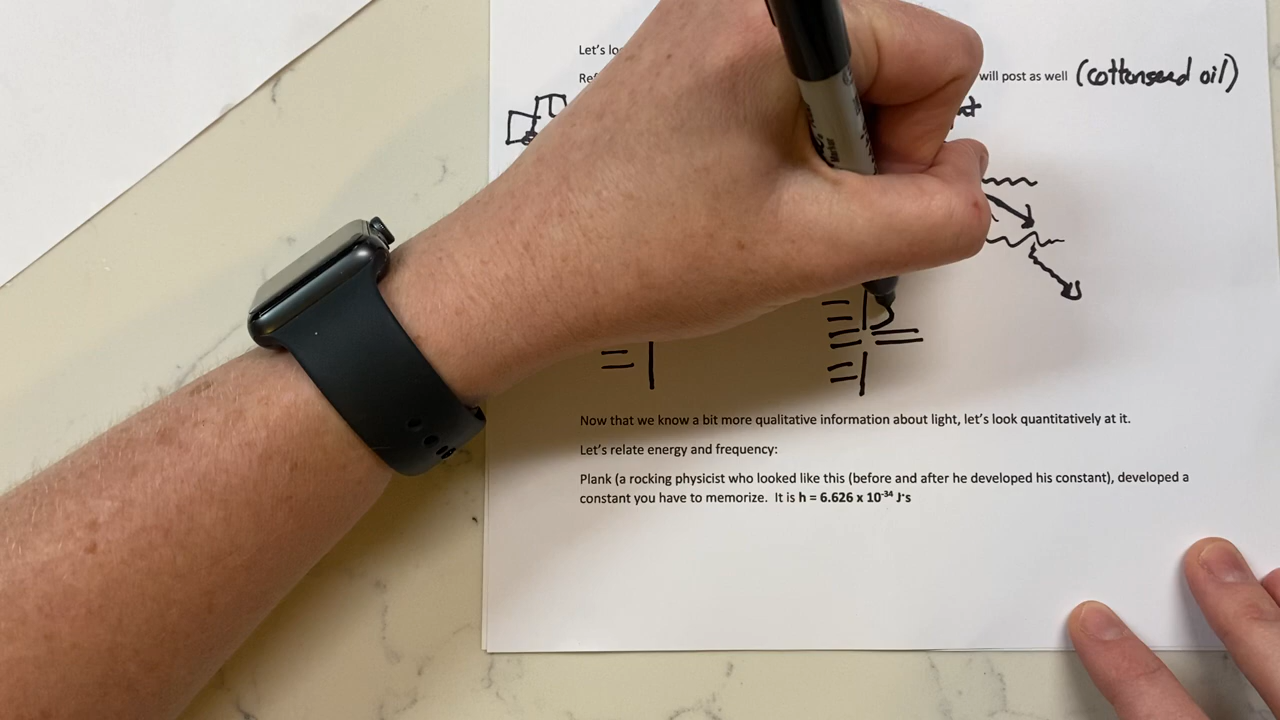 Let's
will post as well (cottonseed oil)
Marker
Now that we know a bit more qualitative information about light, let's look quantitatively at it.
Let's relate energy and frequency:
Plank (a rocking physicist who looked like this (before and after he developed his constant), developed a
constant you have to memorize. It is h = 6.626 x 10⁻³⁴ J·s